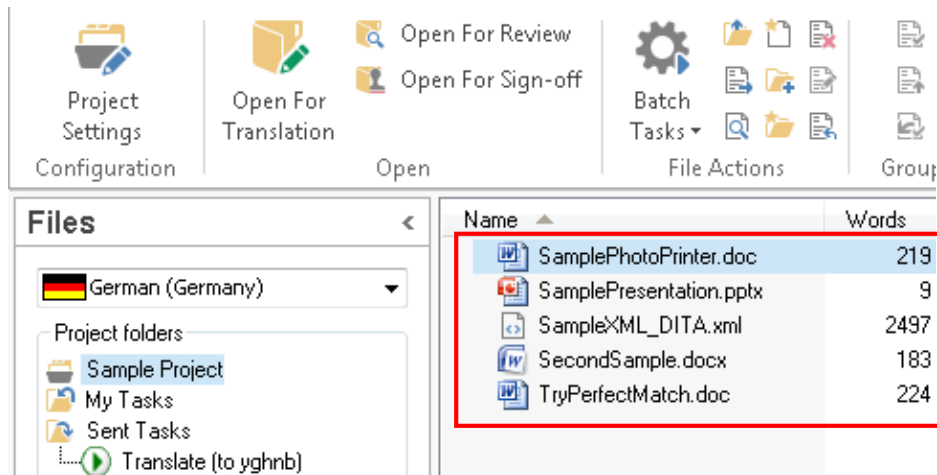 Project Settings
Configuration
Open For Translation
Open For Review
Open For Sign-off
Open
Batch Tasks
File Actions
Group
Files
German (Germany)
Project folders
Sample Project
My Tasks
Sent Tasks
Translate (to yghnb)
Name Words
SamplePhotoPrinter.doc 219
SamplePresentation.pptx 9
SampleXML_DITA.xml 2497
SecondSample.docx 183
TryPerfectMatch.doc 224